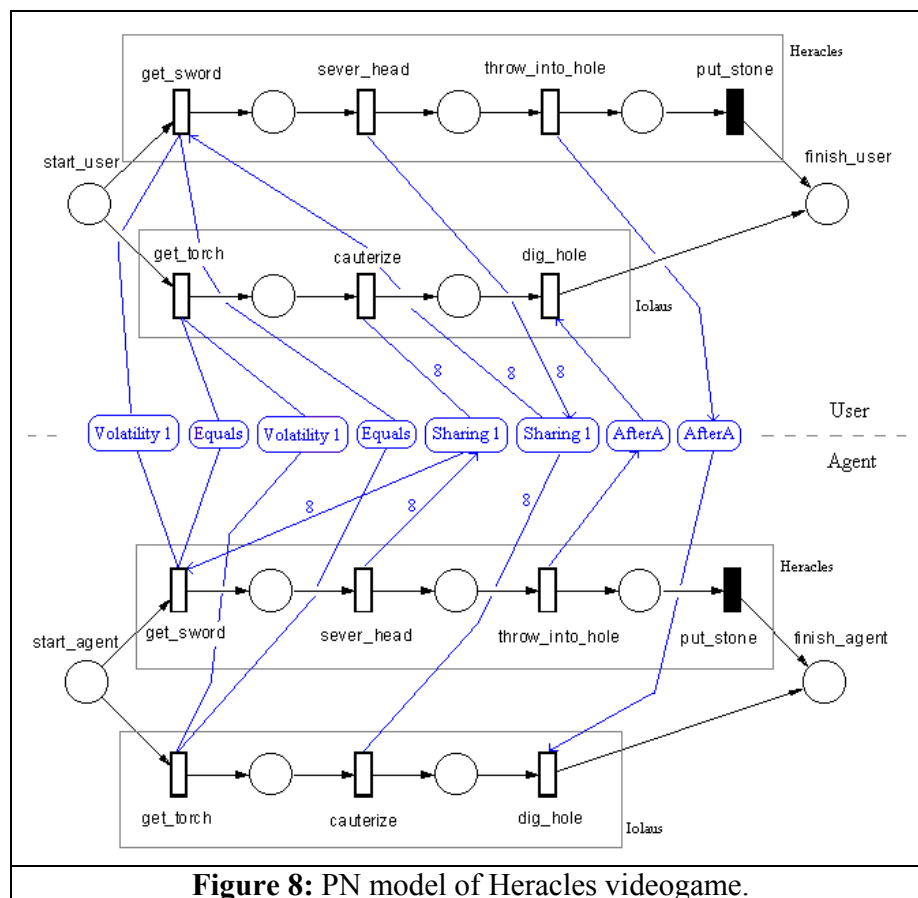 Heracles
get_sword
sever_head
throw_into_hole
put_stone
start_user
finish_user
get_torch
cauterize
dig_hole
Iolaus
8
8
8
User
Volatility 1
Equals
Volatility 1
Equals
Sharing 1
Sharing 1
AfterA
AfterA
Agent
8
8
8
Heracles
get_sword
sever_head
throw_into_hole
put_stone
start_agent
finish_agent
get_torch
cauterize
dig_hole
Iolaus
Figure 8: PN model of Heracles videogame.